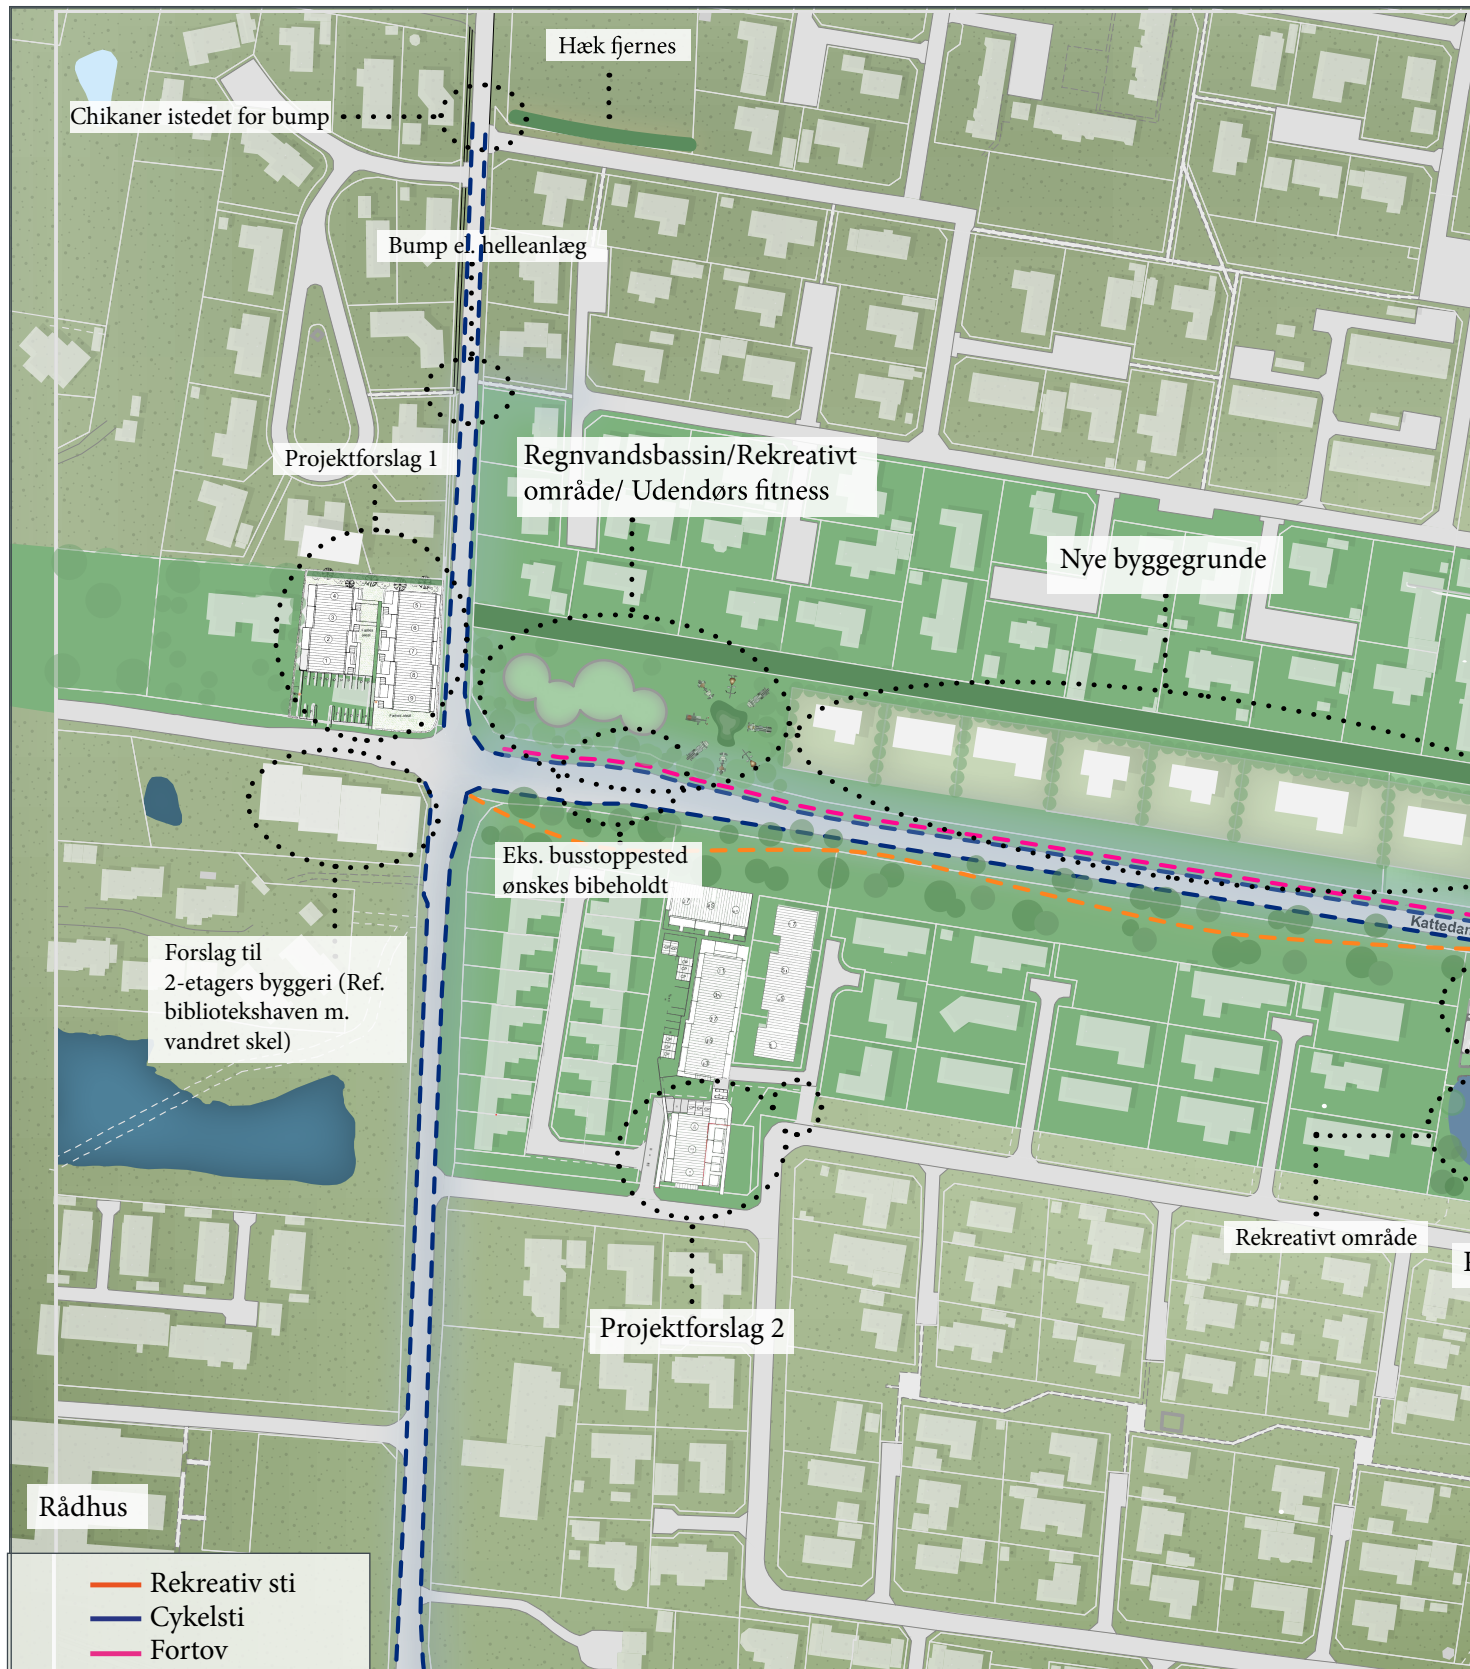 Hæk fjernes
Chikaner istedet for bump
Bump el. helleanlæg
Projektforslag 1
Regnvandsbassin/Rekreativt
område/ Udendørs fitness
Nye byggegrunde
Eks. busstoppested
ønskes bibeholdt
Kattedam
Forslag til
2-etagers byggeri (Ref.
bibliotekshaven m.
vandret skel)
Rekreativt område
Projektforslag 2
Rådhus
Rekreativ sti
Cykelsti
Fortov